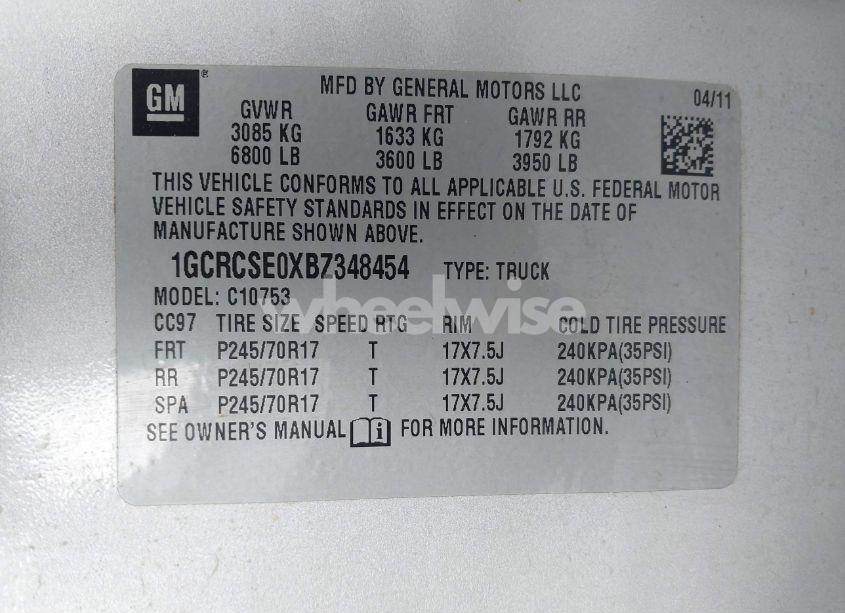 GM®
MFD BY GENERAL MOTORS LLC 04/11
GVWR GAWR FRT GAWR RR
3085 KG 1633 KG 1792 KG
6800 LB 3600 LB 3950 LB
THIS VEHICLE CONFORMS TO ALL APPLICABLE U.S. FEDERAL MOTOR
VEHICLE SAFETY STANDARDS IN EFFECT ON THE DATE OF
MANUFACTURE SHOWN ABOVE.
1GCRCSE0XBZ348454 TYPE: TRUCK
MODEL: C10753
wheelwise
CC97 TIRE SIZE SPEED RTG RIM COLD TIRE PRESSURE
FRT P245/70R17 T 17X7.5J 240KPA(35PSI)
RR P245/70R17 T 17X7.5J 240KPA(35PSI)
SPA P245/70R17 T 17X7.5J 240KPA(35PSI)
SEE OWNER'S MANUAL i FOR MORE INFORMATION.